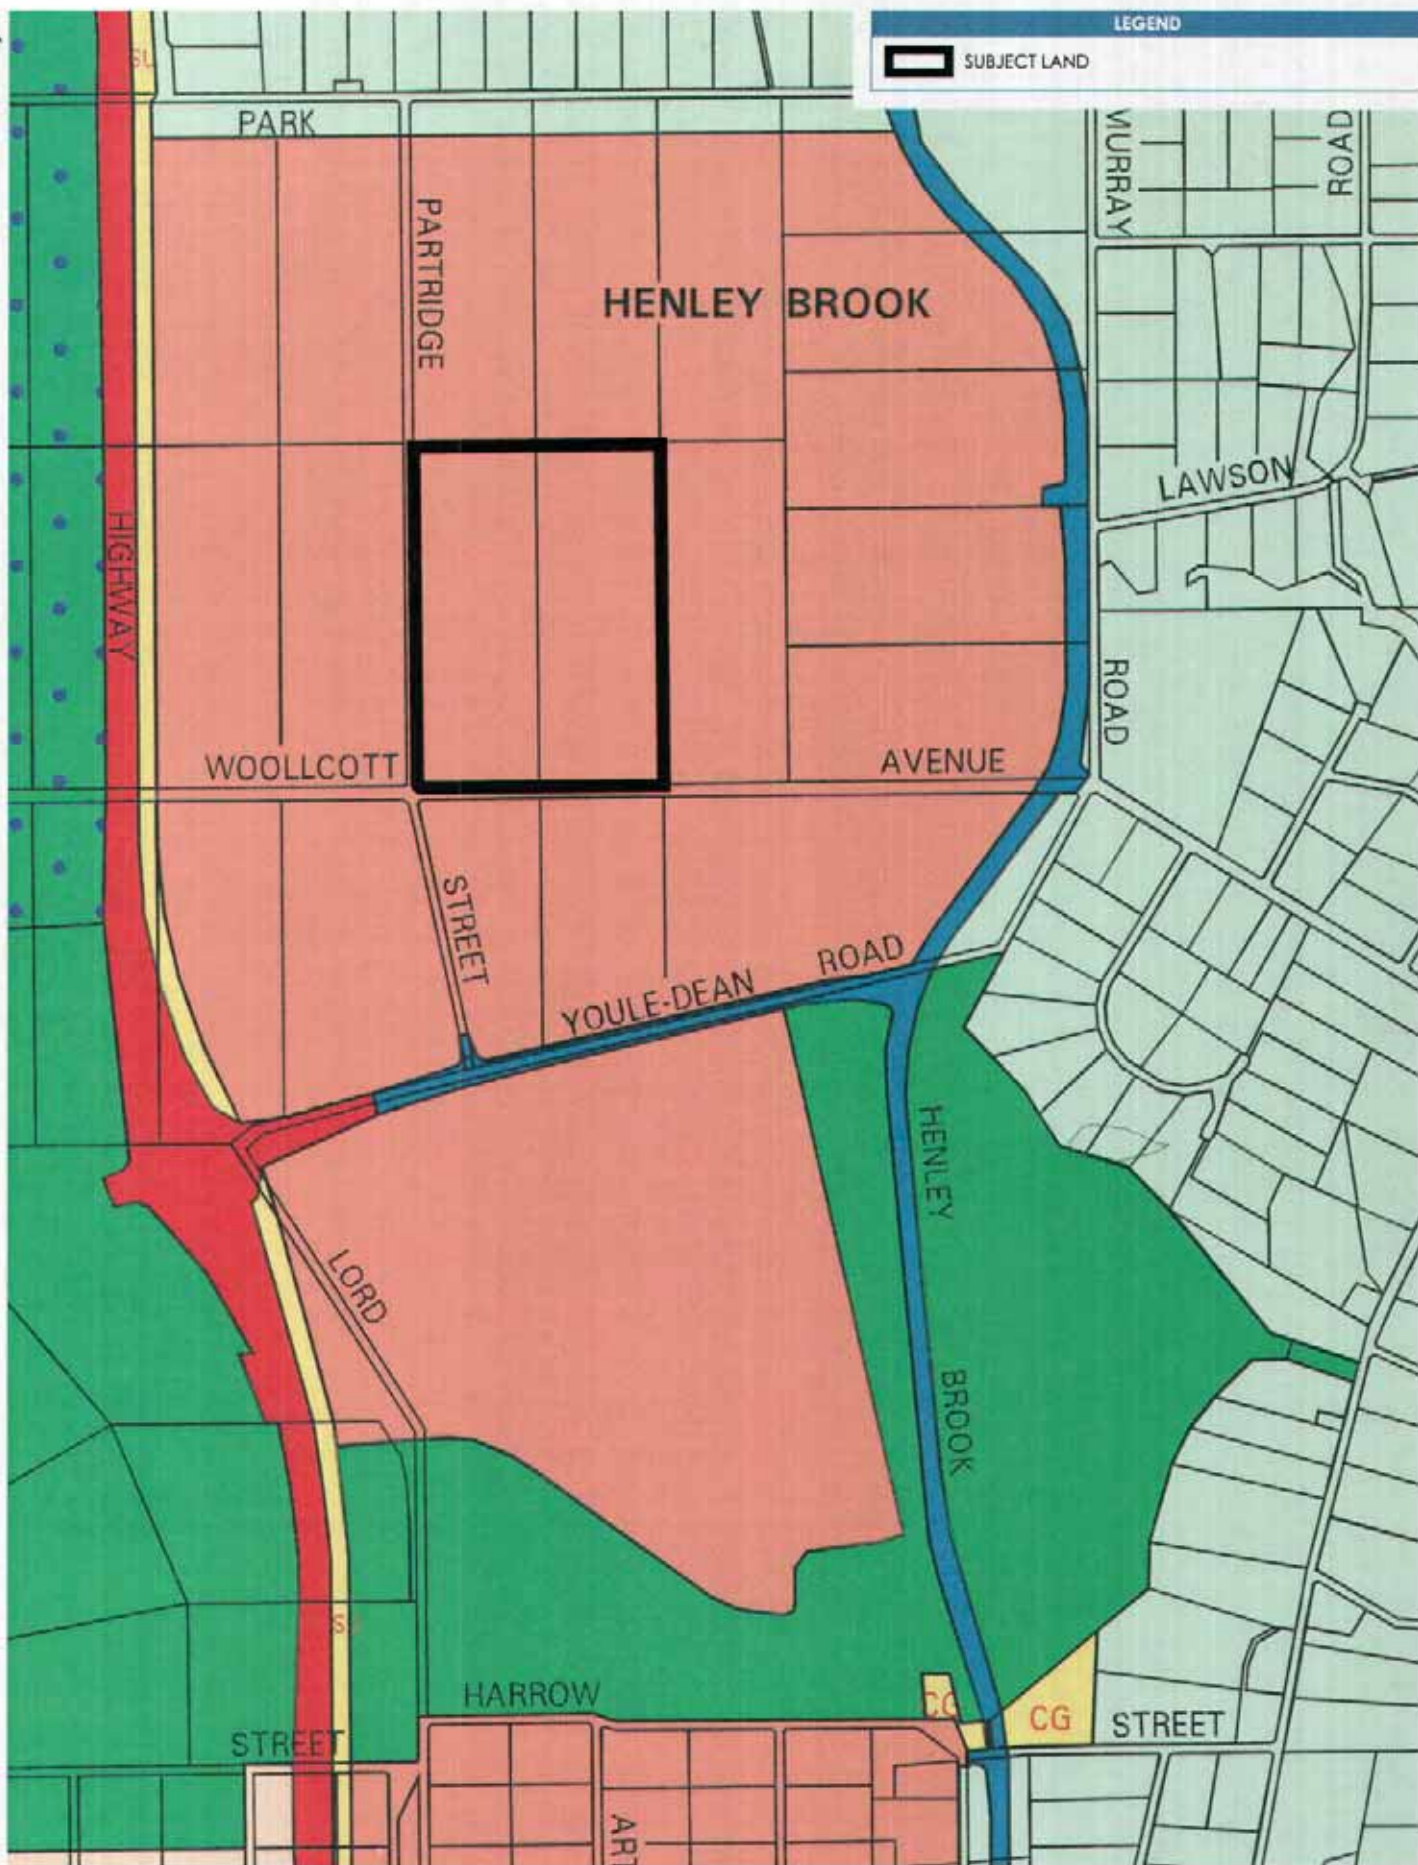 LEGEND
SUBJECT LAND
SL
PARK
MURRAY
ROAD
PARTRIDGE
HENLEY BROOK
LAWSON
HIGHWAY
ROAD
WOOLLCOTT
AVENUE
STREET
YOULE-DEAN
ROAD
HENLEY
LORD
BROOK
HARROW
CG
STREET
STREET